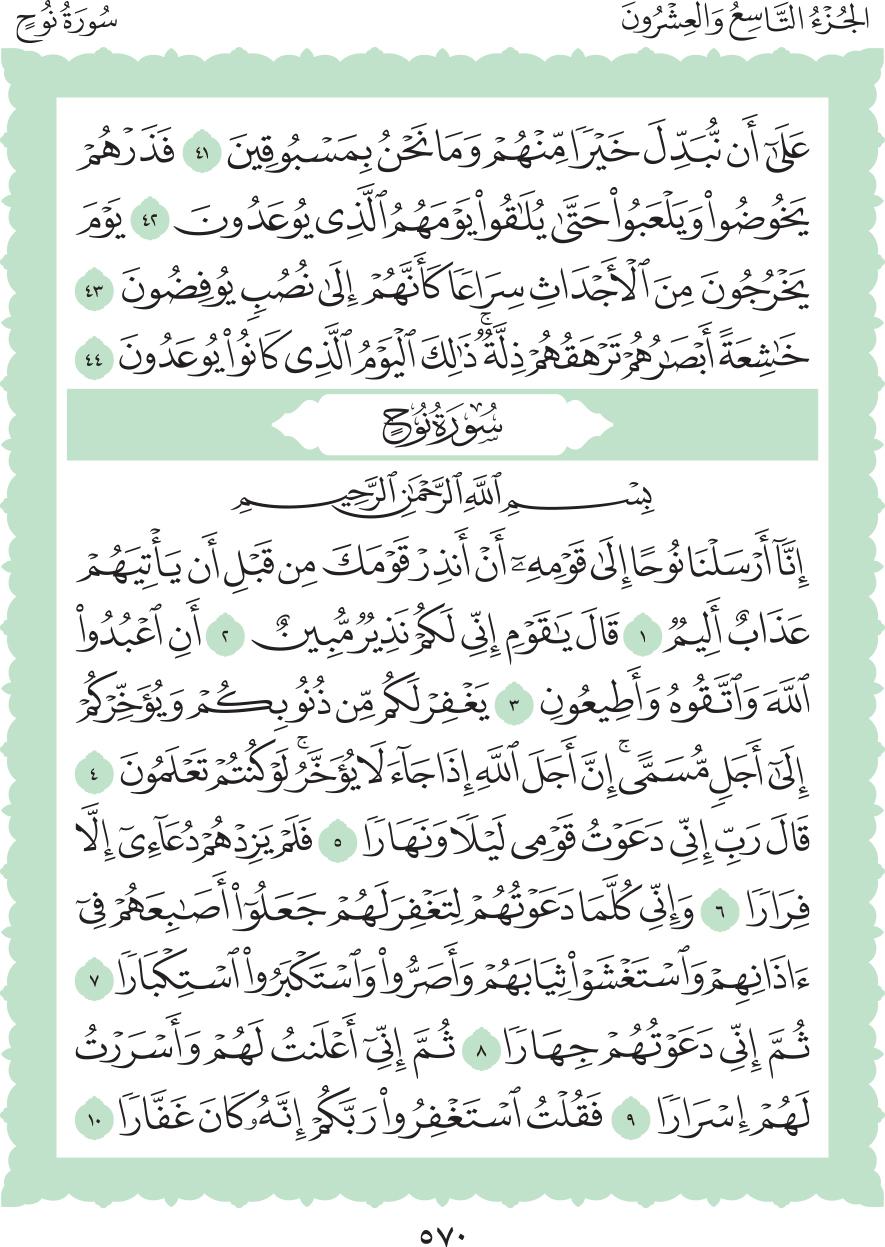 الجُزْءُ التَّاسِعُ وَالعِشْرُونَ
سُورَةُ نُوحٍ
عَلَىٰٓ أَن نُّبَدِّلَ خَيْرًا مِّنْهُمْ وَمَا نَحْنُ بِمَسْبُوقِينَ ٤١ فَذَرْهُمْ
يَخُوضُوا۟ وَيَلْعَبُوا۟ حَتَّىٰ يُلَـٰقُوا۟ يَوْمَهُمُ ٱلَّذِى يُوعَدُونَ ٤٢ يَوْمَ
يَخْرُجُونَ مِنَ ٱلْأَجْدَاثِ سِرَاعًا كَأَنَّهُمْ إِلَىٰ نُصُبٍ يُوفِضُونَ ٤٣
خَـٰشِعَةً أَبْصَـٰرُهُمْ تَرْهَقُهُمْ ذِلَّةٌ ۚ ذَٰلِكَ ٱلْيَوْمُ ٱلَّذِى كَانُوا۟ يُوعَدُونَ ٤٤
سُورَةُ نُوحٍ
بِسْمِ ٱللَّهِ ٱلرَّحْمَـٰنِ ٱلرَّحِيمِ
إِنَّآ أَرْسَلْنَا نُوحًا إِلَىٰ قَوْمِهِۦٓ أَنْ أَنذِرْ قَوْمَكَ مِن قَبْلِ أَن يَأْتِيَهُمْ
عَذَابٌ أَلِيمٌ ١ قَالَ يَـٰقَوْمِ إِنِّى لَكُمْ نَذِيرٌ مُّبِينٌ ٢ أَنِ ٱعْبُدُوا۟
ٱللَّهَ وَٱتَّقُوهُ وَأَطِيعُونِ ٣ يَغْفِرْ لَكُم مِّن ذُنُوبِكُمْ وَيُؤَخِّرْكُمْ
إِلَىٰٓ أَجَلٍ مُّسَمًّى ۚ إِنَّ أَجَلَ ٱللَّهِ إِذَا جَآءَ لَا يُؤَخَّرُ ۖ لَوْ كُنتُمْ تَعْلَمُونَ ٤
قَالَ رَبِّ إِنِّى دَعَوْتُ قَوْمِى لَيْلًا وَنَهَارًا ٥ فَلَمْ يَزِدْهُمْ دُعَآءِىٓ إِلَّا
فِرَارًا ٦ وَإِنِّى كُلَّمَا دَعَوْتُهُمْ لِتَغْفِرَ لَهُمْ جَعَلُوٓا۟ أَصَـٰبِعَهُمْ فِىٓ
ءَاذَانِهِمْ وَٱسْتَغْشَوْا۟ ثِيَابَهُمْ وَأَصَرُّوا۟ وَٱسْتَكْبَرُوا۟ ٱسْتِكْبَارًا ٧
ثُمَّ إِنِّى دَعَوْتُهُمْ جِهَارًا ٨ ثُمَّ إِنِّىٓ أَعْلَنتُ لَهُمْ وَأَسْرَرْتُ
لَهُمْ إِسْرَارًا ٩ فَقُلْتُ ٱسْتَغْفِرُوا۟ رَبَّكُمْ إِنَّهُۥ كَانَ غَفَّارًا ١٠
٥٧٠